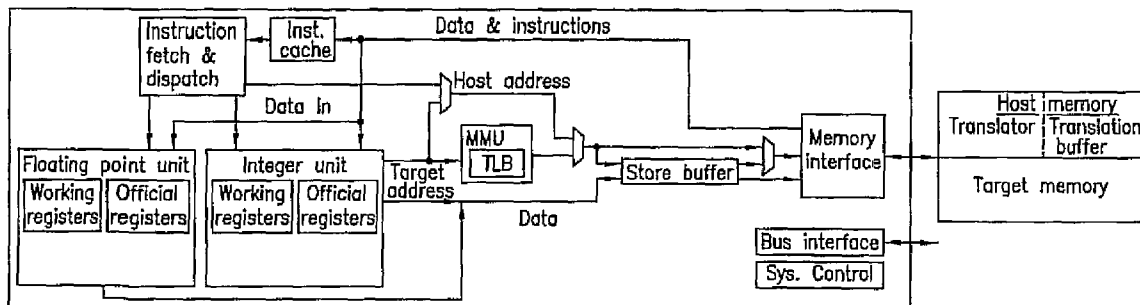 Instruction
fetch &
dispatch
Inst.
cache
Data & instructions
Host address
Data in
Floating point unit
Working
registers
Official
registers
Integer unit
Working
registers
Official
registers
Target
address
MMU
TLB
Store buffer
Data
Memory
interface
Bus interface
Sys. Control
Host memory
Translator
Translation
buffer
Target memory